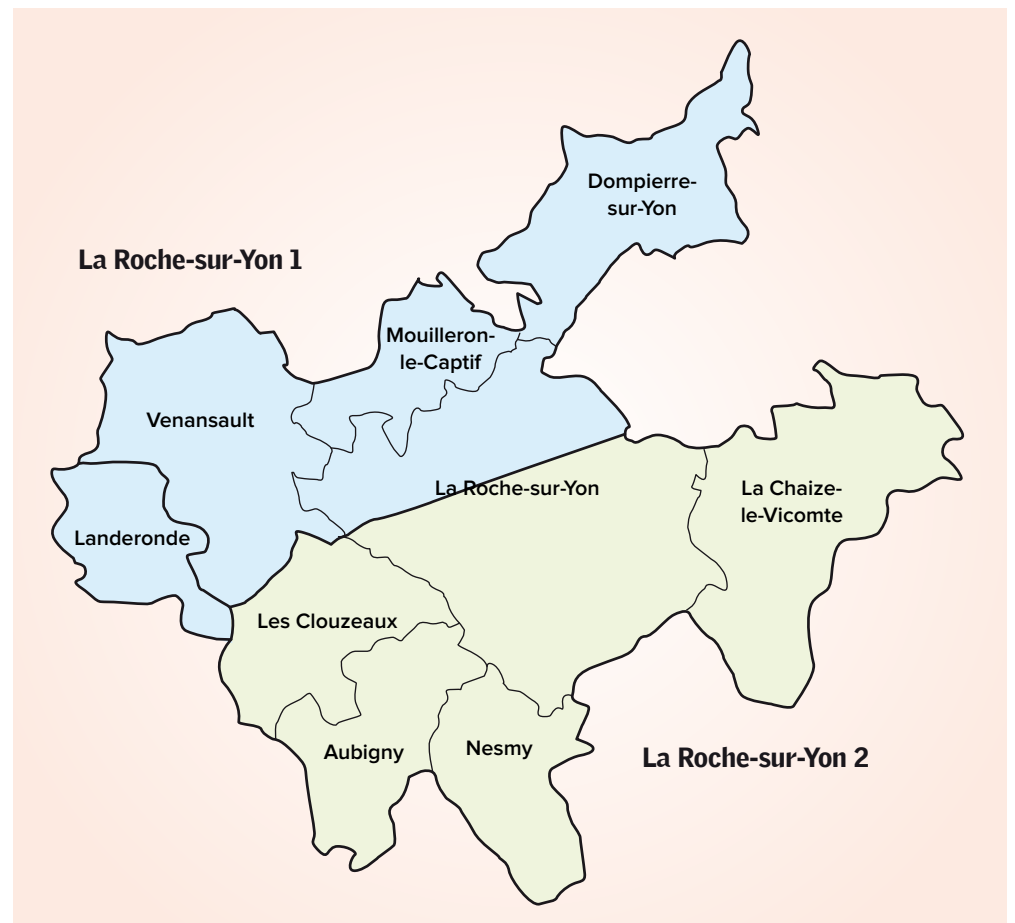 Dompierre-
sur-Yon
La Roche-sur-Yon 1
Mouilleron-
le-Captif
Venansault
La Roche-sur-Yon
La Chaize-
le-Vicomte
Landeronde
Les Clouzeaux
Aubigny
Nesmy
La Roche-sur-Yon 2